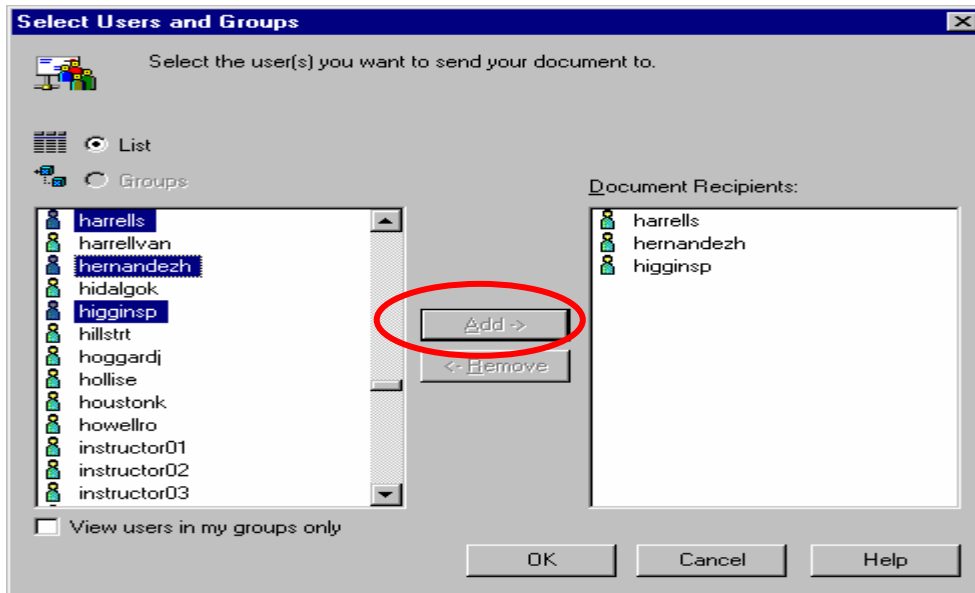 Select Users and Groups
Select the user(s) you want to send your document to.
List
Groups
Document Recipients:
harrells
harrellvan
hernandezh
hidalgok
higginsp
hillstrt
hoggardj
hollise
houstonk
howellro
instructor01
instructor02
instructor03
Add ->
<- Remove
harrells
hernandezh
higginsp
View users in my groups only
OK
Cancel
Help